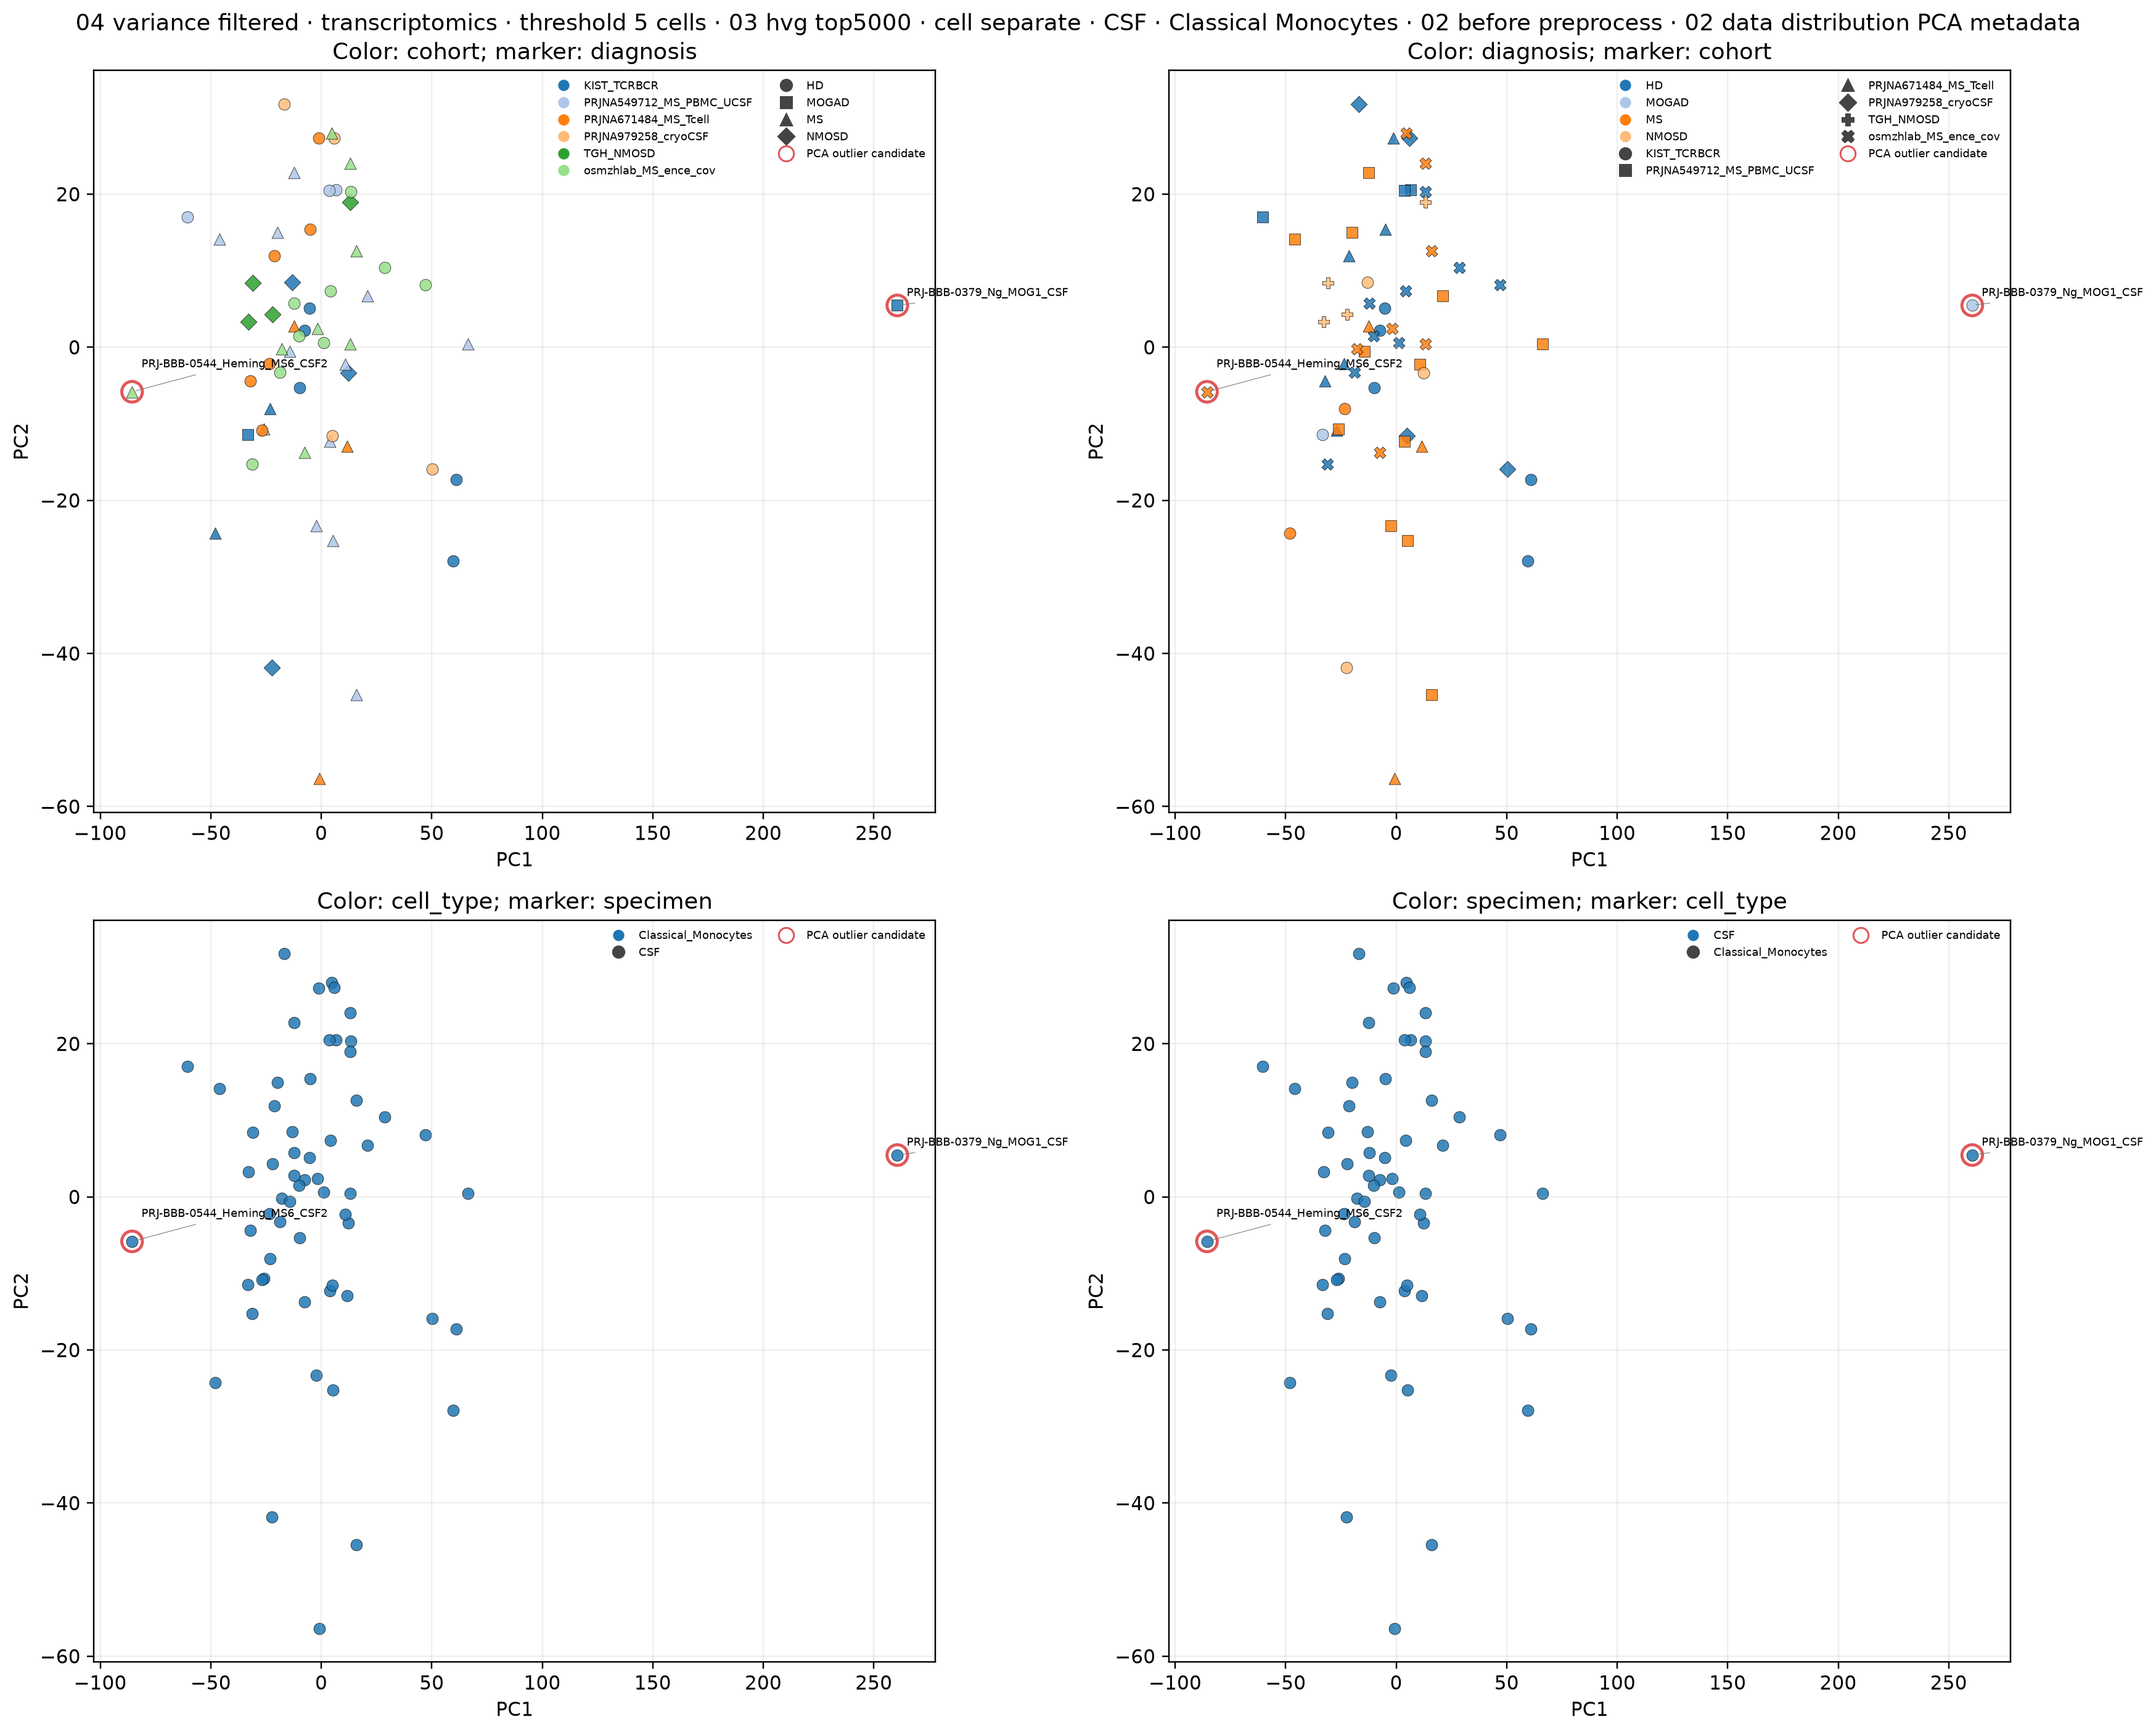 04 variance filtered · transcriptomics · threshold 5 cells · 03 hvg top5000 · cell separate · CSF · Classical Monocytes · 02 before preprocess · 02 data distribution PCA metadata
Color: cohort; marker: diagnosis
KIST_TCRBCR
PRJNA549712_MS_PBMC_UCSF
PRJNA671484_MS_Tcell
PRJNA979258_cryoCSF
TGH_NMOSD
osmzhlab_MS_ence_cov
HD
MOGAD
MS
NMOSD
PCA outlier candidate
PRJ-BBB-0379_Ng_MOG1_CSF
PRJ-BBB-0544_Heming_MS6_CSF2
20
0
−20
−40
−60
PC2
−100
−50
0
50
100
150
200
250
PC1
Color: diagnosis; marker: cohort
HD
MOGAD
MS
NMOSD
KIST_TCRBCR
PRJNA549712_MS_PBMC_UCSF
PRJNA671484_MS_Tcell
PRJNA979258_cryoCSF
TGH_NMOSD
osmzhlab_MS_ence_cov
PCA outlier candidate
PRJ-BBB-0379_Ng_MOG1_CSF
PRJ-BBB-0544_Heming_MS6_CSF2
20
0
−20
−40
−60
PC2
−100
−50
0
50
100
150
200
250
PC1
Color: cell_type; marker: specimen
Classical_Monocytes
CSF
PCA outlier candidate
PRJ-BBB-0379_Ng_MOG1_CSF
PRJ-BBB-0544_Heming_MS6_CSF2
20
0
−20
−40
−60
PC2
−100
−50
0
50
100
150
200
250
PC1
Color: specimen; marker: cell_type
CSF
Classical_Monocytes
PCA outlier candidate
PRJ-BBB-0379_Ng_MOG1_CSF
PRJ-BBB-0544_Heming_MS6_CSF2
20
0
−20
−40
−60
PC2
−100
−50
0
50
100
150
200
250
PC1